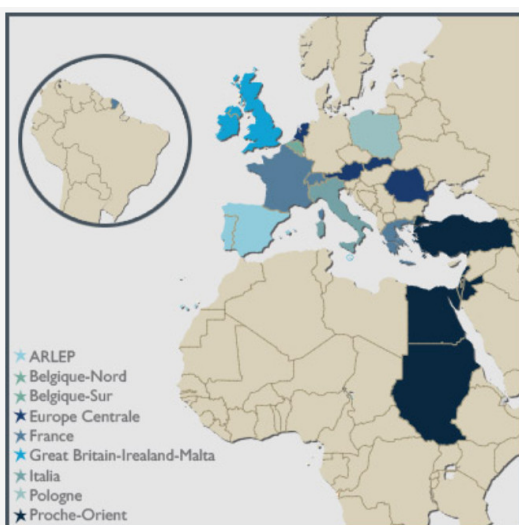 ARLEP
Belgique-Nord
Belgique-Sur
Europe Centrale
France
Great Britain-Irealand-Malta
Italia
Pologne
Proche-Orient